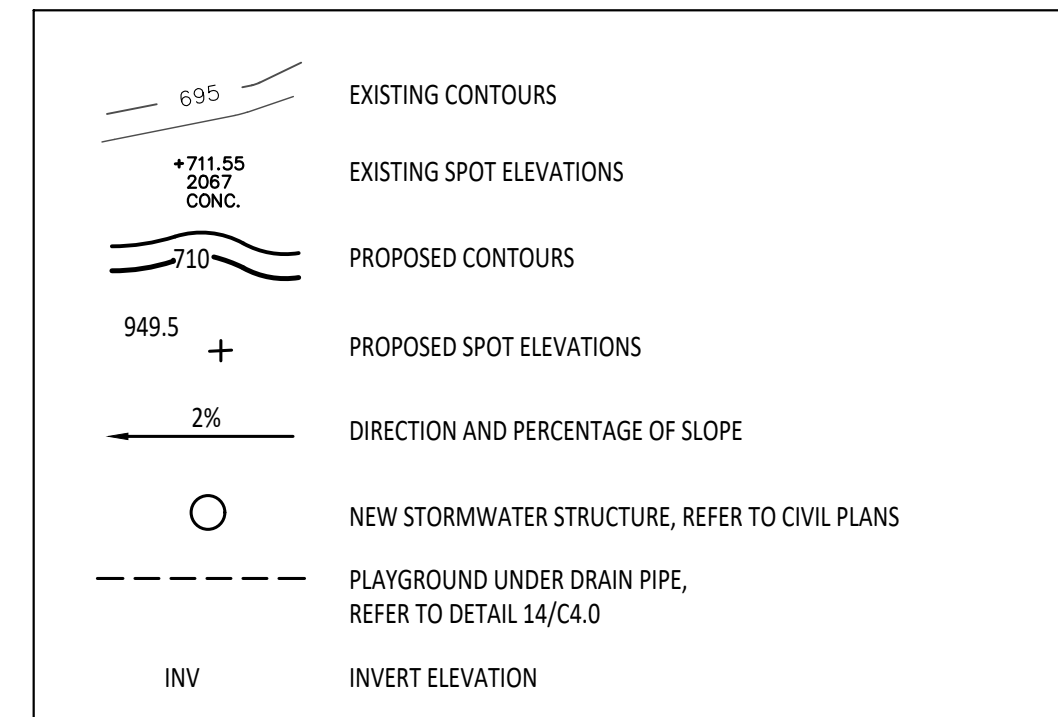 695
EXISTING CONTOURS
+711.55
2067
CONC.
EXISTING SPOT ELEVATIONS
710
PROPOSED CONTOURS
949.5
PROPOSED SPOT ELEVATIONS
2%
DIRECTION AND PERCENTAGE OF SLOPE
NEW STORMWATER STRUCTURE, REFER TO CIVIL PLANS
PLAYGROUND UNDER DRAIN PIPE,
REFER TO DETAIL 14/C4.0
INV
INVERT ELEVATION